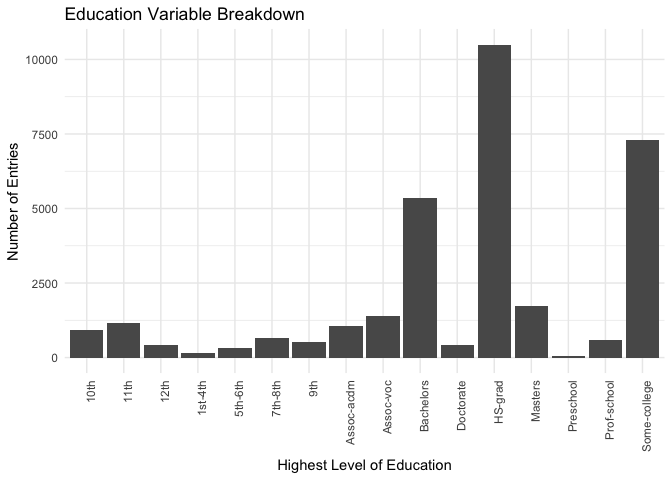 Education Variable Breakdown
Number of Entries
10000
7500
5000
2500
0
10th
11th
12th
1st-4th
5th-6th
7th-8th
9th
Assoc-acdm
Assoc-voc
Bachelors
Doctorate
HS-grad
Masters
Preschool
Prof-school
Some-college
Highest Level of Education